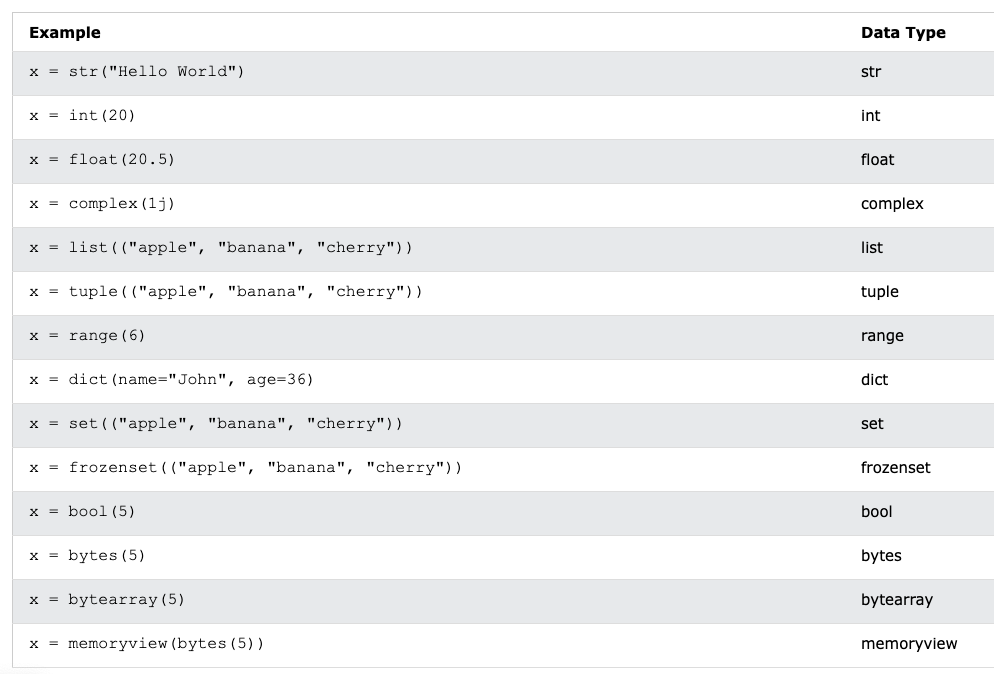 Example Data Type
x = str("Hello World") str
x = int(20) int
x = float(20.5) float
x = complex(1j) complex
x = list(("apple", "banana", "cherry")) list
x = tuple(("apple", "banana", "cherry")) tuple
x = range(6) range
x = dict(name="John", age=36) dict
x = set(("apple", "banana", "cherry")) set
x = frozenset(("apple", "banana", "cherry")) frozenset
x = bool(5) bool
x = bytes(5) bytes
x = bytearray(5) bytearray
x = memoryview(bytes(5)) memoryview